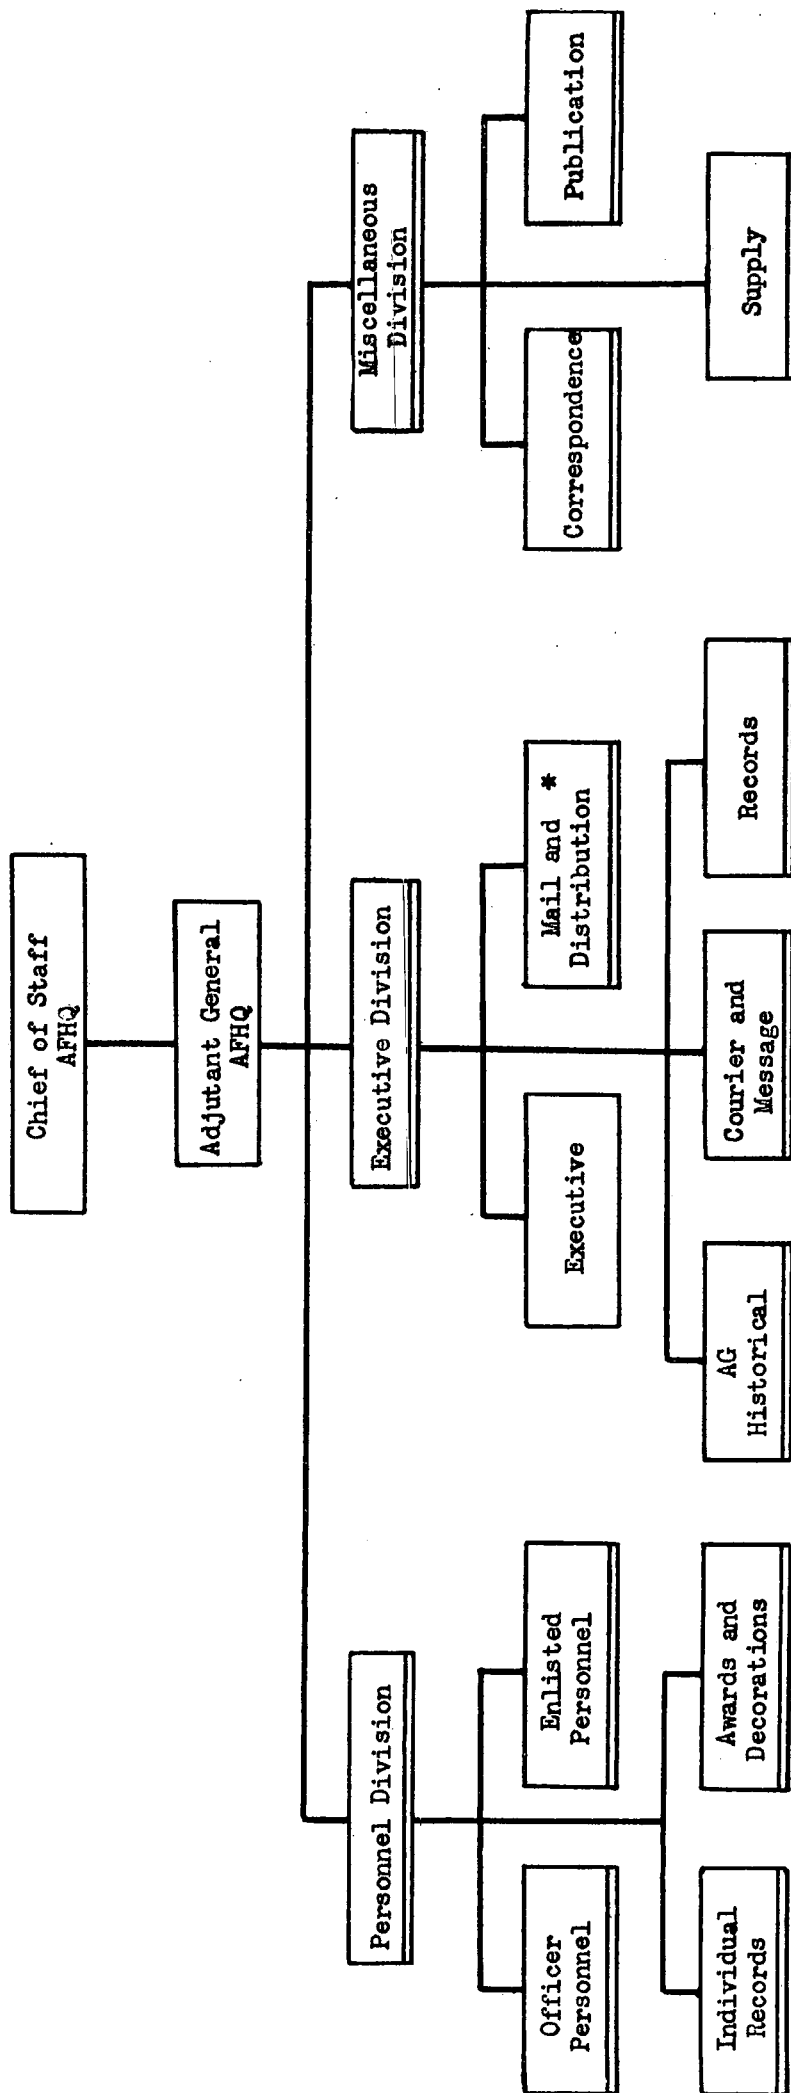 Chief of Staff
AFHQ
Adjutant General
AFHQ
Personnel Division
Executive Division
Miscellaneous
Division
Officer
Personnel
Enlisted
Personnel
Executive
Mail and *
Distribution
Correspondence
Publication
Individual
Records
Awards and
Decorations
AG
Historical
Courier and
Message
Records
Supply